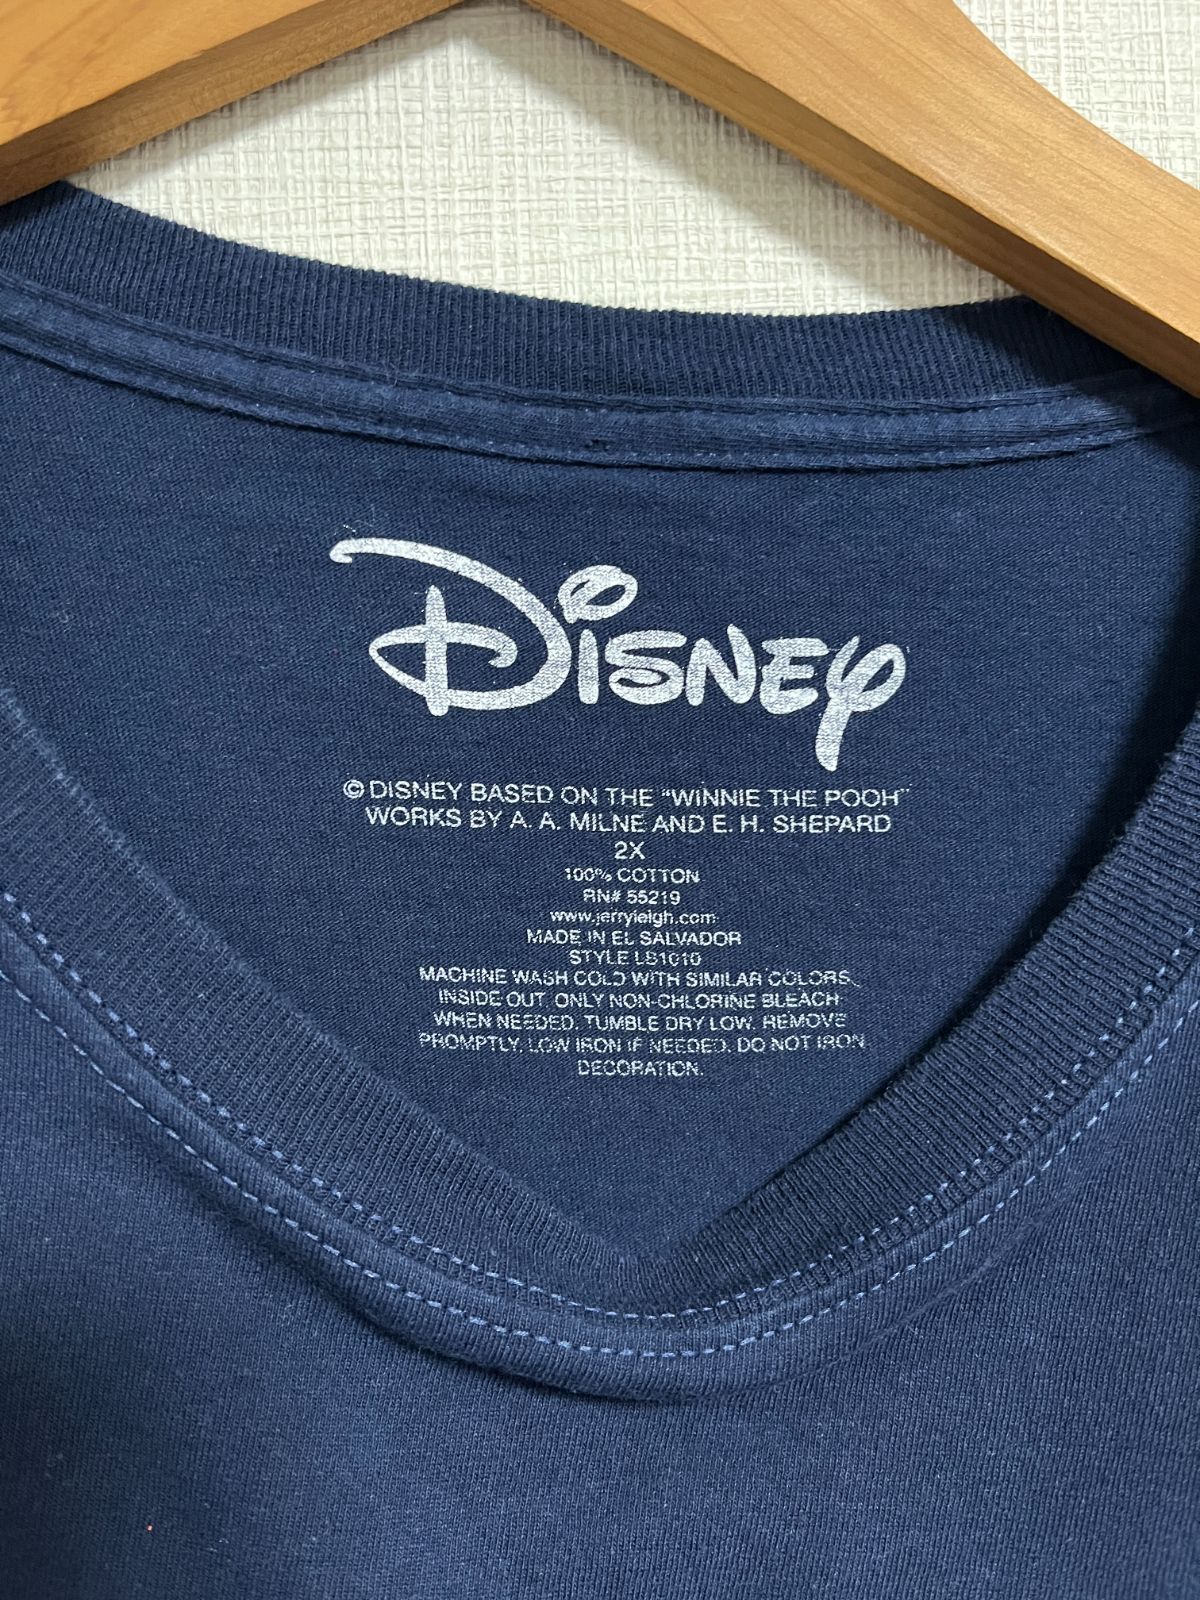 Disney
© DISNEY BASED ON THE "WINNIE THE POOH"
WORKS BY A. A. MILNE AND E. H. SHEPARD
2X
100% COTTON
RN# 55219
www.jerryleigh.com
MADE IN EL SALVADOR
STYLE LS1010
MACHINE WASH COLD WITH SIMILAR COLORS,
INSIDE OUT. ONLY NON-CHLORINE BLEACH
WHEN NEEDED. TUMBLE DRY LOW. REMOVE
PROMPTLY. LOW IRON IF NEEDED. DO NOT IRON
DECORATION.